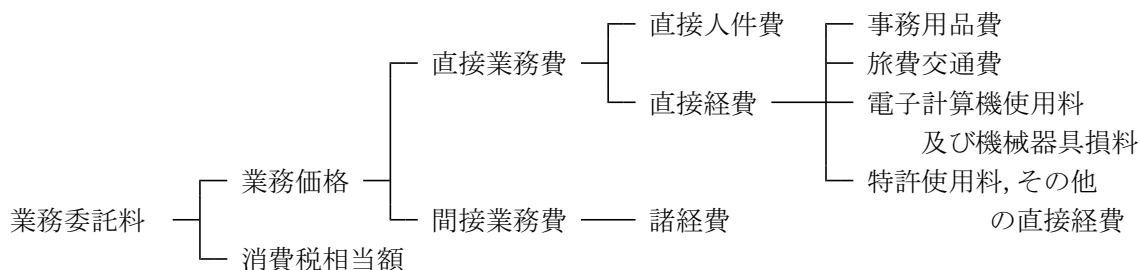 直接人件費
事務用品費
直接業務費
旅費交通費
直接経費
電子計算機使用料
及び機械器具損料
業務価格
特許使用料, その他
業務委託料
間接業務費
諸経費
の直接経費
消費税相当額